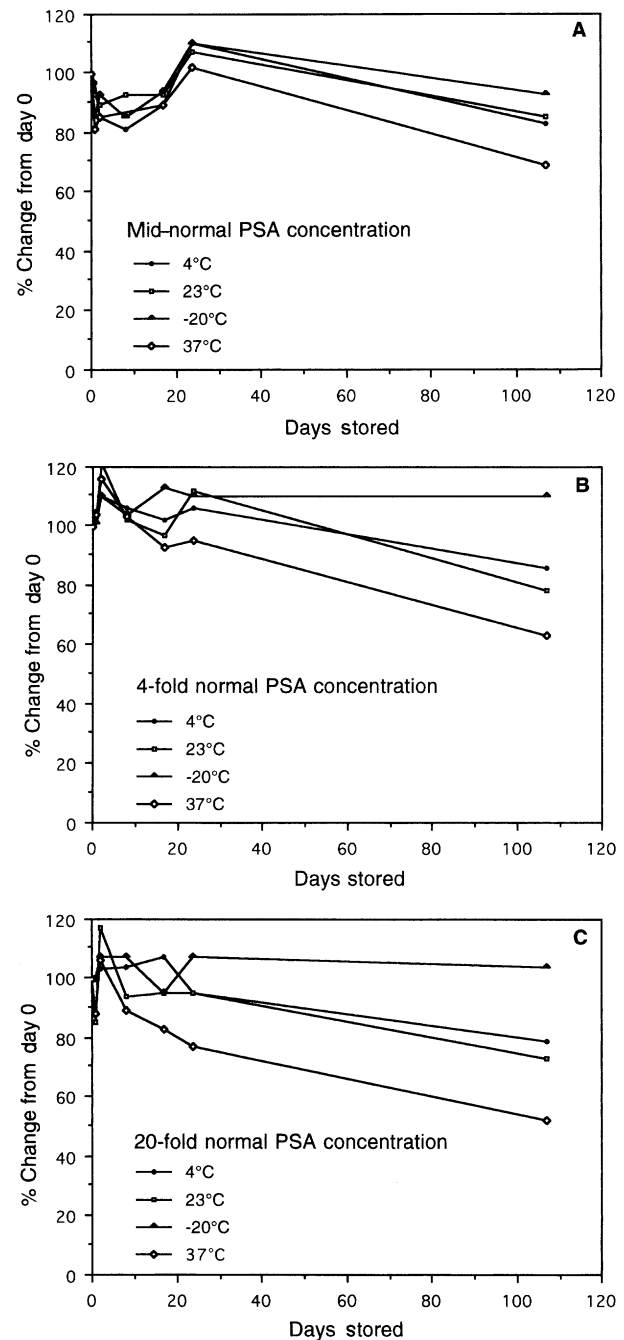 A
120
100
80
60
40
20
0
% Change from day 0
Mid-normal PSA concentration
4°C
23°C
-20°C
37°C
0 20 40 60 80 100 120
Days stored
B
120
100
80
60
40
20
0
% Change from day 0
4-fold normal PSA concentration
4°C
23°C
-20°C
37°C
0 20 40 60 80 100 120
Days stored
C
120
100
80
60
40
20
0
% Change from day 0
20-fold normal PSA concentration
4°C
23°C
-20°C
37°C
0 20 40 60 80 100 120
Days stored